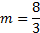 m = 8/3